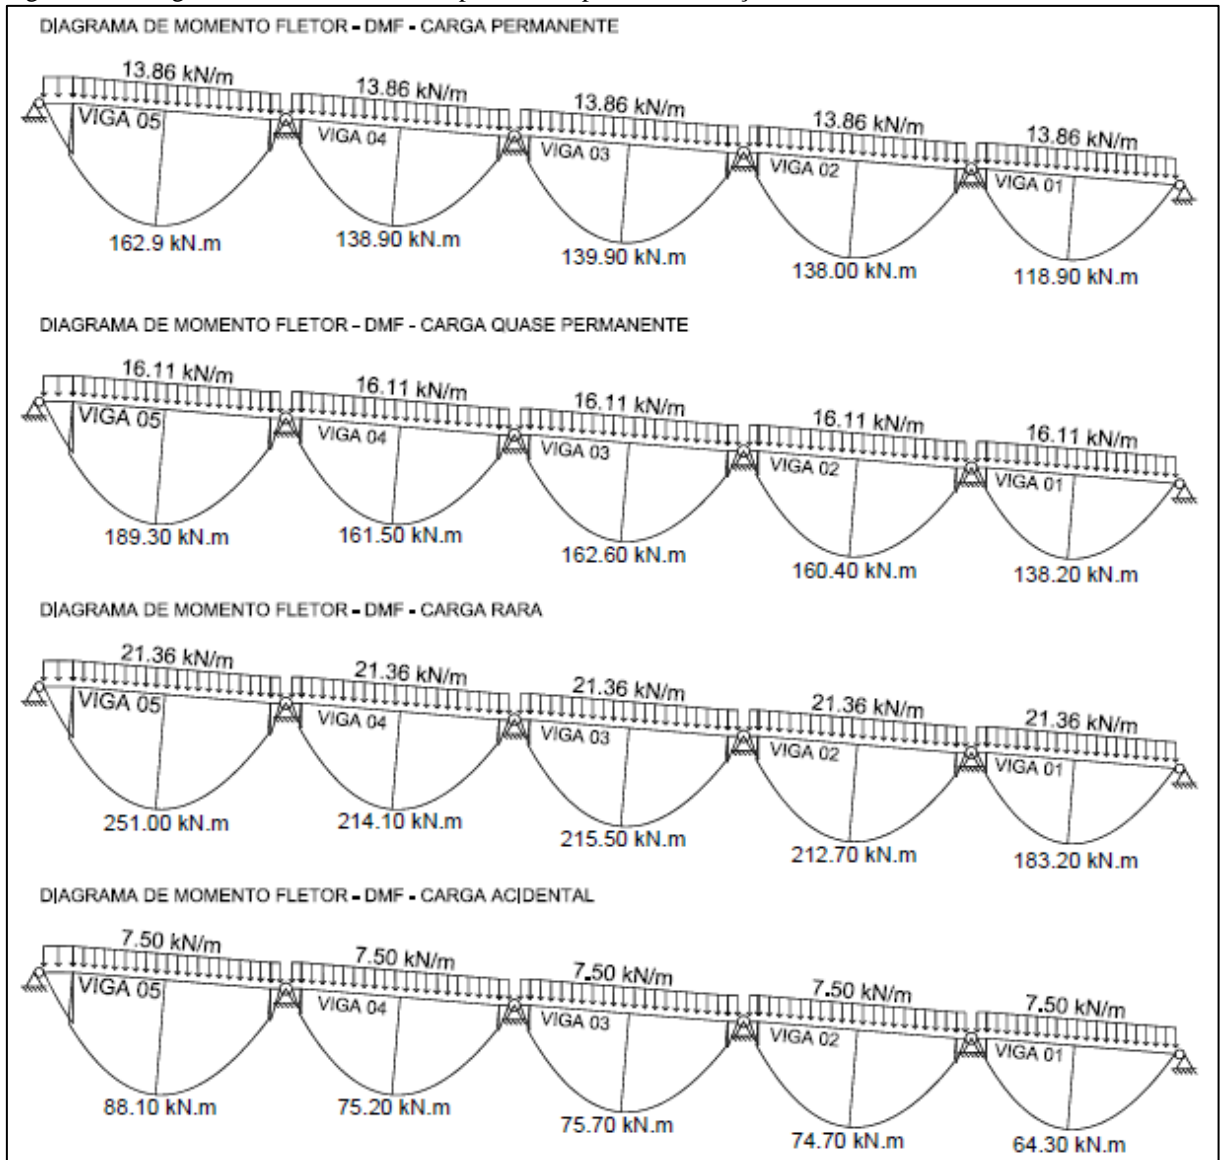 DIAGRAMA DE MOMENTO FLETOR - DMF - CARGA PERMANENTE
13.86 kN/m
13.86 kN/m
13.86 kN/m
13.86 kN/m
13.86 kN/m
VIGA 05
VIGA 04
VIGA 03
VIGA 02
VIGA 01
162.9 kN.m
138.90 kN.m
139.90 kN.m
138.00 kN.m
118.90 kN.m
DIAGRAMA DE MOMENTO FLETOR - DMF - CARGA QUASE PERMANENTE
16.11 kN/m
16.11 kN/m
16.11 kN/m
16.11 kN/m
16.11 kN/m
VIGA 05
VIGA 04
VIGA 03
VIGA 02
VIGA 01
189.30 kN.m
161.50 kN.m
162.60 kN.m
160.40 kN.m
138.20 kN.m
DIAGRAMA DE MOMENTO FLETOR - DMF - CARGA RARA
21.36 kN/m
21.36 kN/m
21.36 kN/m
21.36 kN/m
21.36 kN/m
VIGA 05
VIGA 04
VIGA 03
VIGA 02
VIGA 01
251.00 kN.m
214.10 kN.m
215.50 kN.m
212.70 kN.m
183.20 kN.m
DIAGRAMA DE MOMENTO FLETOR - DMF - CARGA ACIDENTAL
7.50 kN/m
7.50 kN/m
7.50 kN/m
7.50 kN/m
7.50 kN/m
VIGA 05
VIGA 04
VIGA 03
VIGA 02
VIGA 01
88.10 kN.m
75.20 kN.m
75.70 kN.m
74.70 kN.m
64.30 kN.m